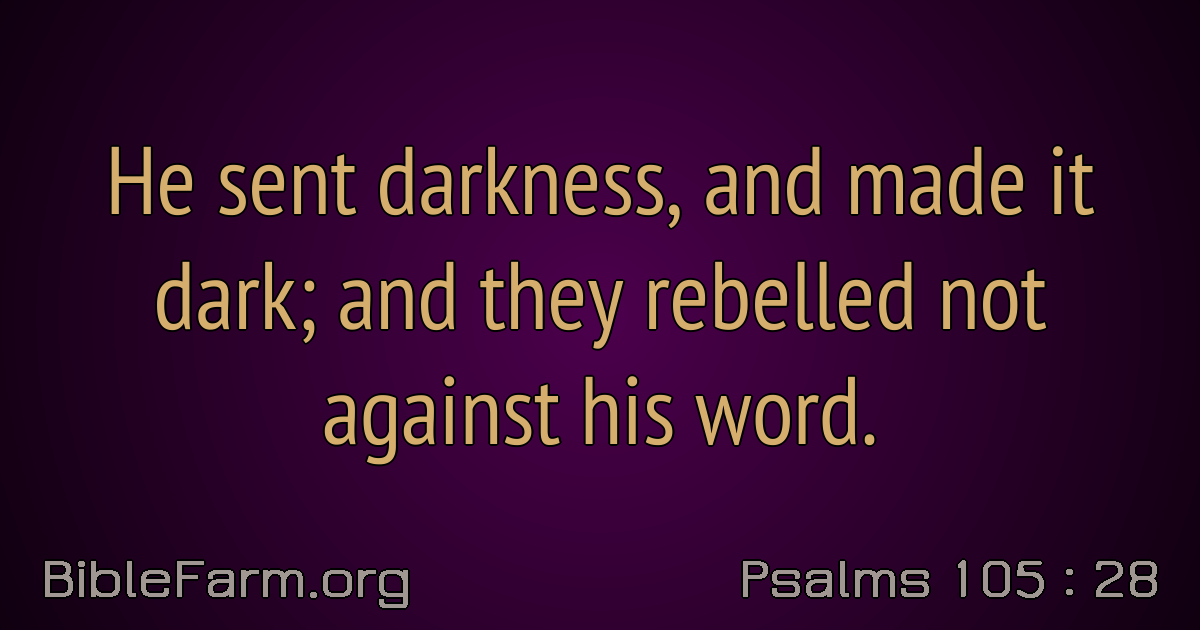 He sent darkness, and made it
dark; and they rebelled not
against his word.
BibleFarm.org
Psalms 105 : 28